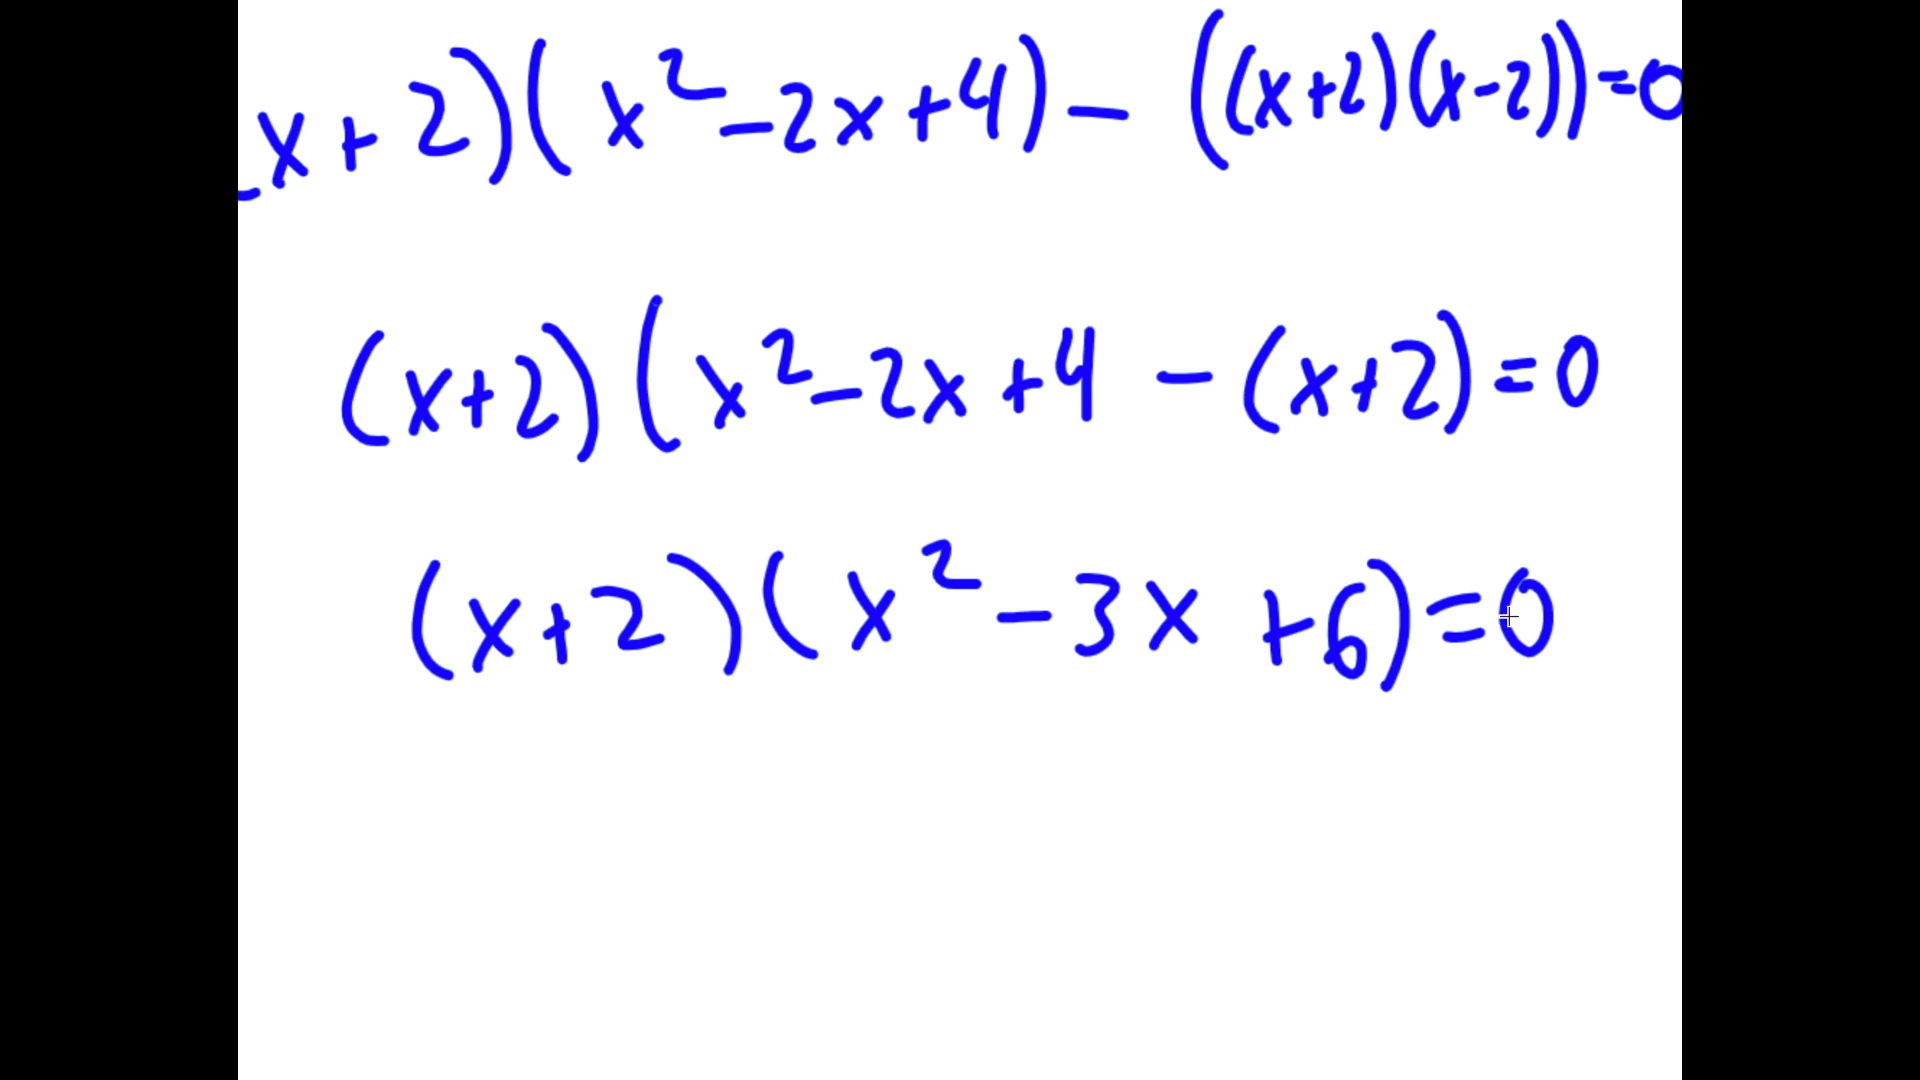 x + 2)(x² - 2x + 4) - ((x+2)(x-2)) = 0
(x+2)(x² - 2x + 4 - (x+2) = 0
(x+2)(x² - 3x + 6) = 0